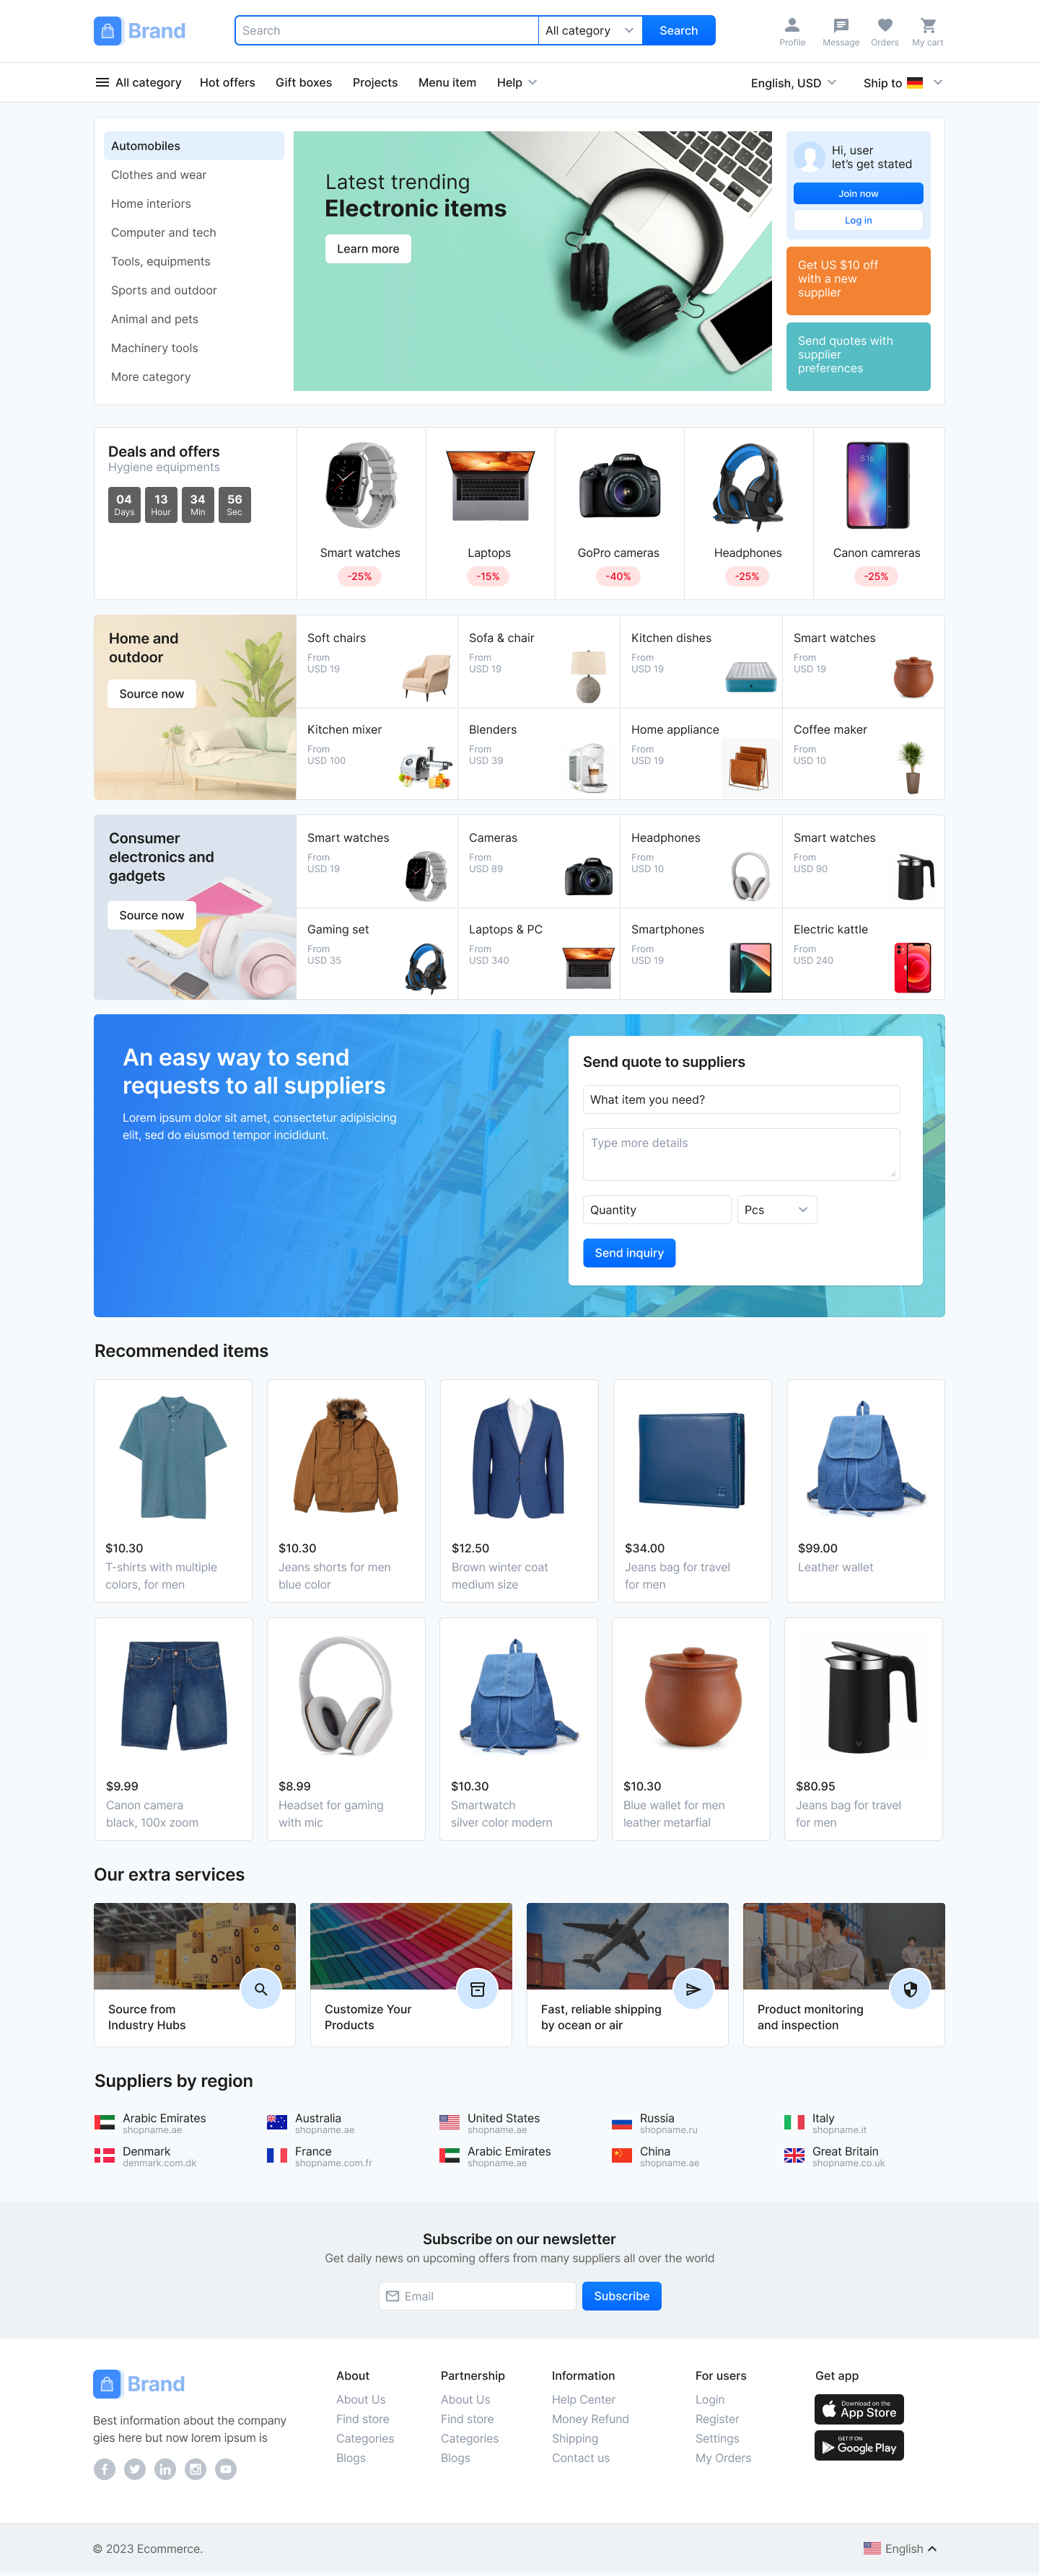 Brand
Search
All category
Search
Profile
Message
Orders
My cart
All category
Hot offers
Gift boxes
Projects
Menu item
Help
English, USD
Ship to
Automobiles
Clothes and wear
Home interiors
Computer and tech
Tools, equipments
Sports and outdoor
Animal and pets
Machinery tools
More category
Latest trending
Electronic items
Learn more
Hi, user
let's get stated
Join now
Log in
Get US $10 off
with a new
supplier
Send quotes with
supplier
preferences
Deals and offers
Hygiene equipments
04
Days
13
Hour
34
Min
56
Sec
Smart watches
-25%
Laptops
-15%
Canon
GoPro cameras
-40%
Headphones
-25%
8:16
Canon camreras
-25%
Home and
outdoor
Source now
Soft chairs
From
USD 19
Sofa & chair
From
USD 19
Kitchen dishes
From
USD 19
Smart watches
From
USD 19
Kitchen mixer
From
USD 100
Blenders
From
USD 39
Home appliance
From
USD 19
Coffee maker
From
USD 10
Consumer
electronics and
gadgets
Source now
Smart watches
From
USD 19
Cameras
From
USD 89
Headphones
From
USD 10
Smart watches
From
USD 90
Gaming set
From
USD 35
Laptops & PC
From
USD 340
Smartphones
From
USD 19
Electric kattle
From
USD 240
An easy way to send
requests to all suppliers
Lorem ipsum dolor sit amet, consectetur adipisicing
elit, sed do eiusmod tempor incididunt.
Send quote to suppliers
What item you need?
Type more details
Quantity
Pcs
Send inquiry
Recommended items
$10.30
T-shirts with multiple
colors, for men
$10.30
Jeans shorts for men
blue color
$12.50
Brown winter coat
medium size
$34.00
Jeans bag for travel
for men
$99.00
Leather wallet
$9.99
Canon camera
black, 100x zoom
$8.99
Headset for gaming
with mic
$10.30
Smartwatch
silver color modern
$10.30
Blue wallet for men
leather metarfial
$80.95
Jeans bag for travel
for men
Our extra services
Source from
Industry Hubs
Customize Your
Products
Fast, reliable shipping
by ocean or air
Product monitoring
and inspection
Suppliers by region
Arabic Emirates
shopname.ae
Australia
shopname.ae
United States
shopname.ae
Russia
shopname.ru
Italy
shopname.it
Denmark
denmark.com.dk
France
shopname.com.fr
Arabic Emirates
shopname.ae
China
shopname.ae
Great Britain
shopname.co.uk
Subscribe on our newsletter
Get daily news on upcoming offers from many suppliers all over the world
Email
Subscribe
Brand
Best information about the company
gies here but now lorem ipsum is
About
About Us
Find store
Categories
Blogs
Partnership
About Us
Find store
Categories
Blogs
Information
Help Center
Money Refund
Shipping
Contact us
For users
Login
Register
Settings
My Orders
Get app
Download on the
App Store
GET IT ON
Google Play
© 2023 Ecommerce.
English